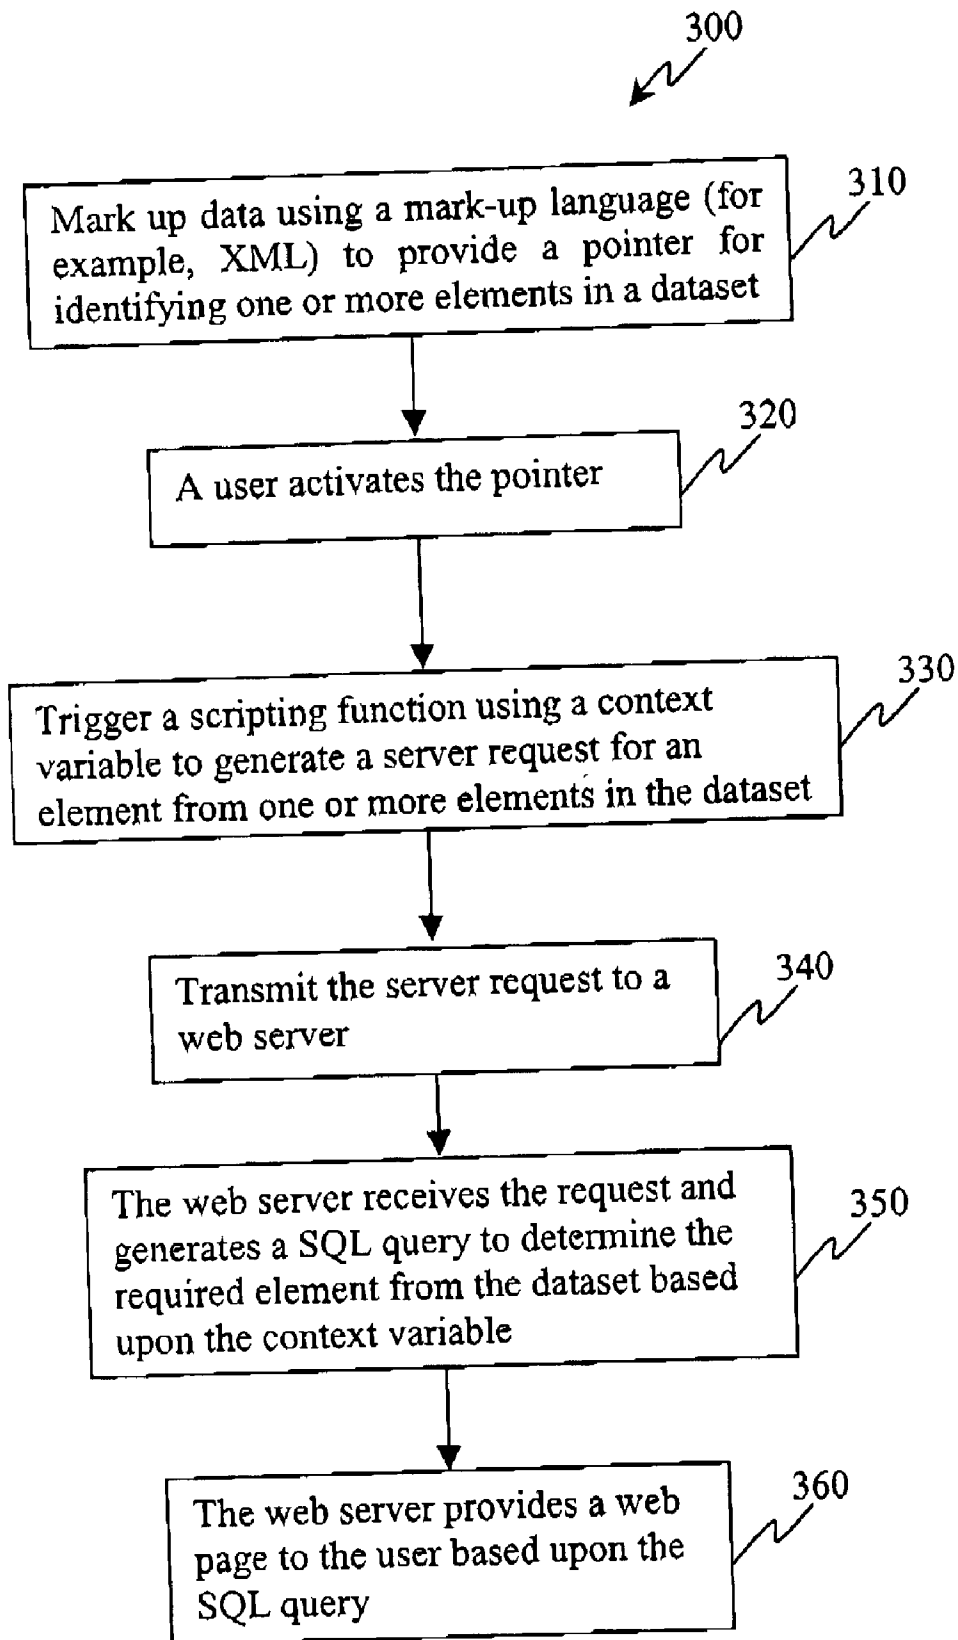 300
310
Mark up data using a mark-up language (for
example, XML) to provide a pointer for
identifying one or more elements in a dataset
320
A user activates the pointer
330
Trigger a scripting function using a context
variable to generate a server request for an
element from one or more elements in the dataset
340
Transmit the server request to a
web server
350
The web server receives the request and
generates a SQL query to determine the
required element from the dataset based
upon the context variable
360
The web server provides a web
page to the user based upon the
SQL query